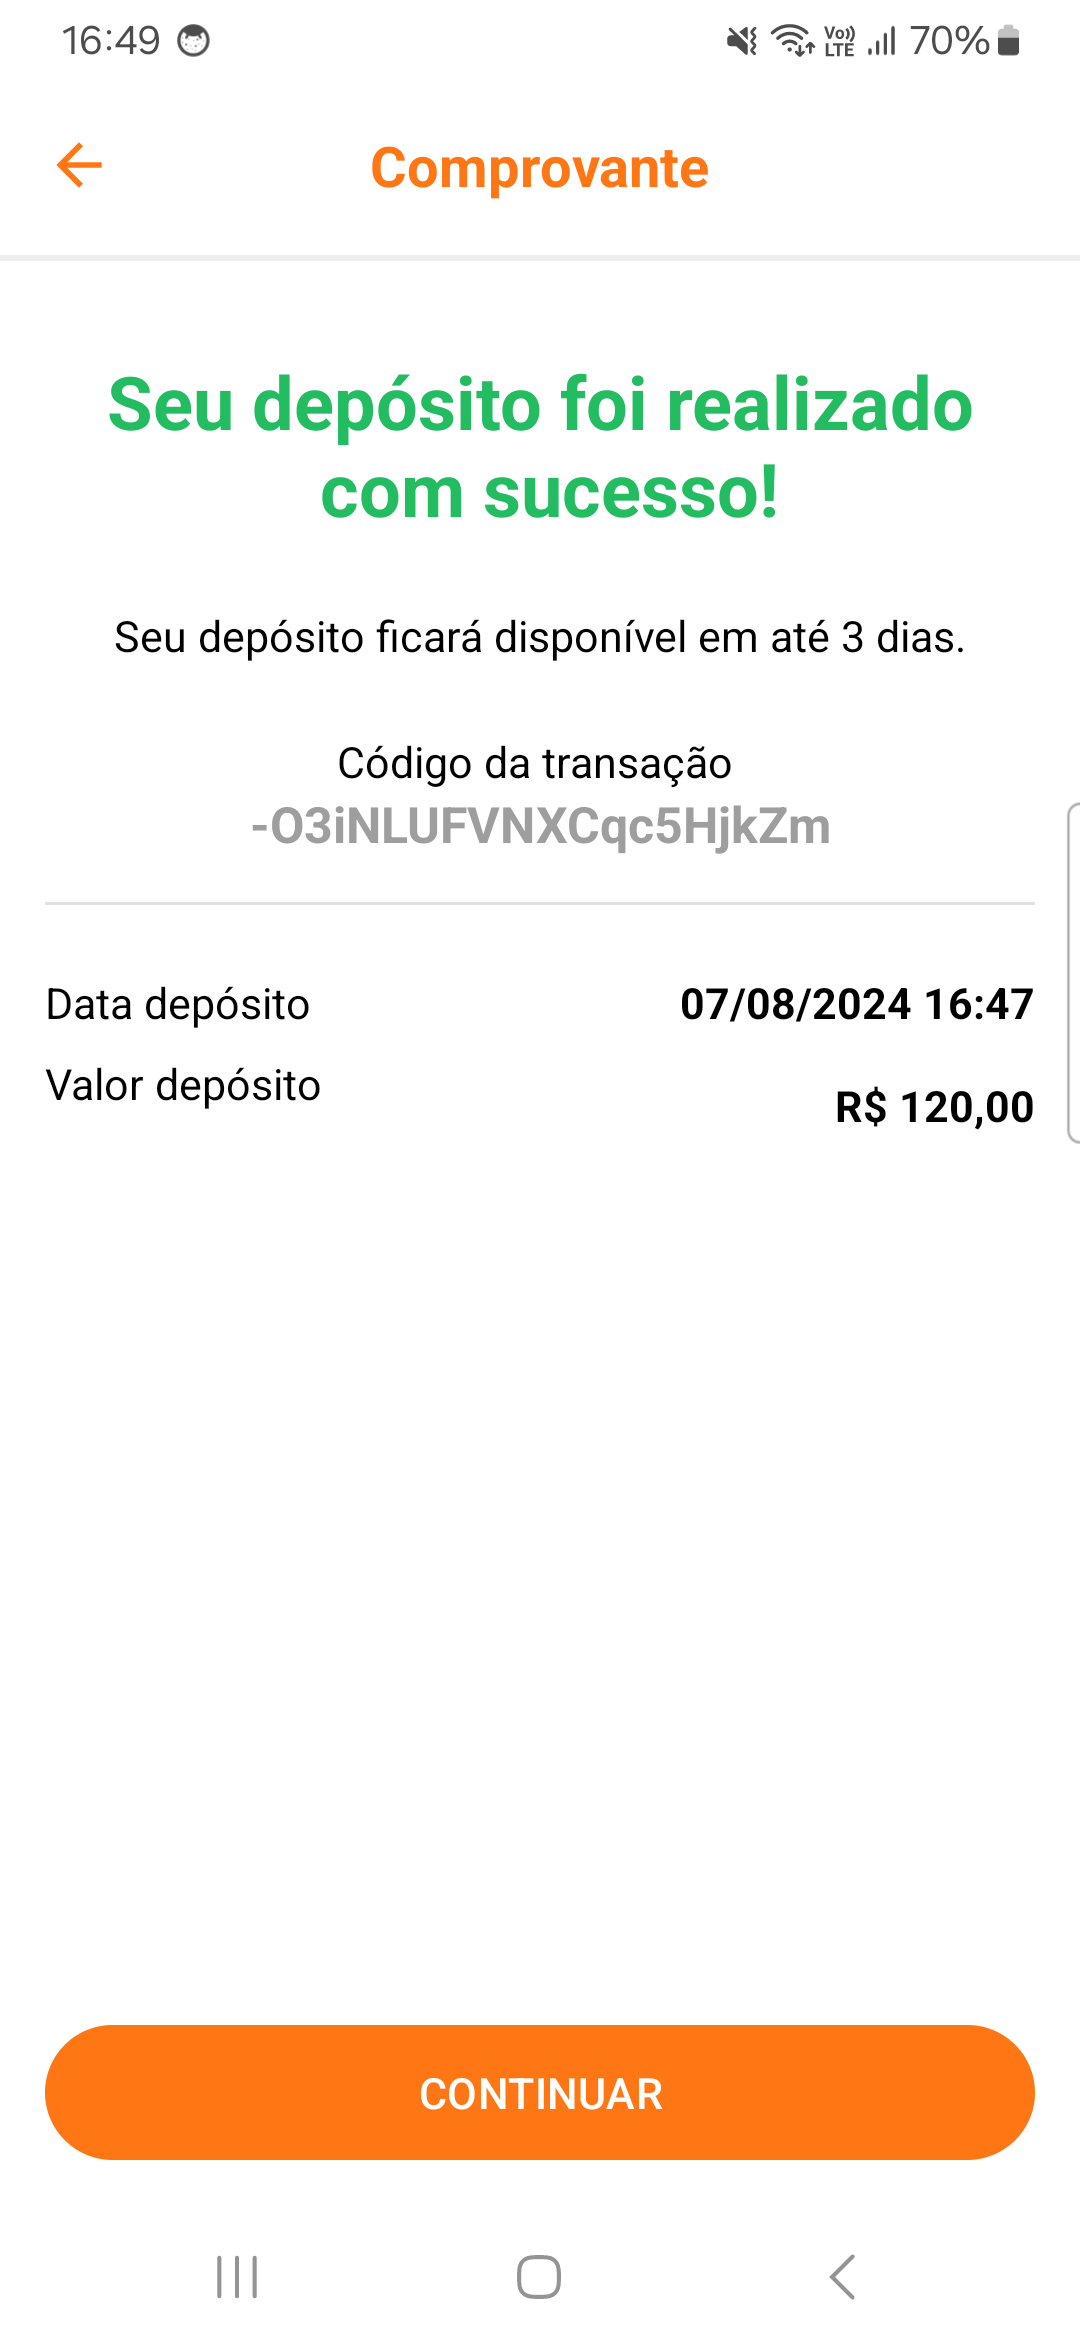 16:49
Vo)) LTE 70%
Comprovante
Seu depósito foi realizado
com sucesso!
Seu depósito ficará disponível em até 3 dias.
Código da transação
-O3iNLUFVNXCqc5HjkZm
Data depósito 07/08/2024 16:47
Valor depósito R$ 120,00
CONTINUAR